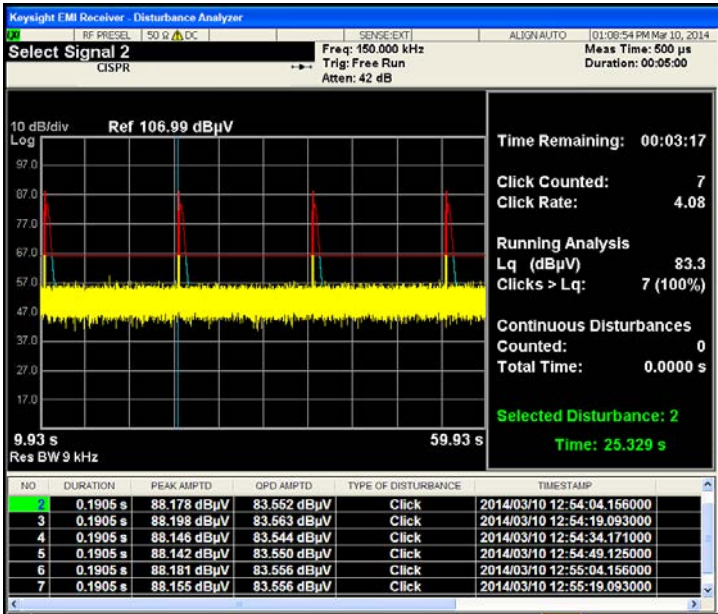 Keysight EMI Receiver - Disturbance Analyzer
RF PRESEL 50 Ω DC SENSE:EXT ALIGN AUTO 01:08:54 PM Mar 10, 2014
Select Signal 2
CISPR
Freq: 150.000 kHz
Trig: Free Run
Atten: 42 dB
Meas Time: 500 µs
Duration: 00:05:00
10 dB/div Ref 106.99 dBµV
Log
97.0
87.0
77.0
67.0
57.0
47.0
37.0
27.0
17.0
9.93 s 59.93 s
Res BW 9 kHz
Time Remaining: 00:03:17
Click Counted: 7
Click Rate: 4.08
Running Analysis
Lq (dBµV) 83.3
Clicks > Lq: 7 (100%)
Continuous Disturbances
Counted: 0
Total Time: 0.0000 s
Selected Disturbance: 2
Time: 25.329 s
NO DURATION PEAK AMPTD QPD AMPTD TYPE OF DISTURBANCE TIMESTAMP
2 0.1905 s 88.178 dBµV 83.552 dBµV Click 2014/03/10 12:54:04.156000
3 0.1905 s 88.198 dBµV 83.563 dBµV Click 2014/03/10 12:54:19.093000
4 0.1905 s 88.146 dBµV 83.544 dBµV Click 2014/03/10 12:54:34.171000
5 0.1905 s 88.142 dBµV 83.550 dBµV Click 2014/03/10 12:54:49.125000
6 0.1905 s 88.181 dBµV 83.556 dBµV Click 2014/03/10 12:55:04.156000
7 0.1905 s 88.155 dBµV 83.556 dBµV Click 2014/03/10 12:55:19.093000